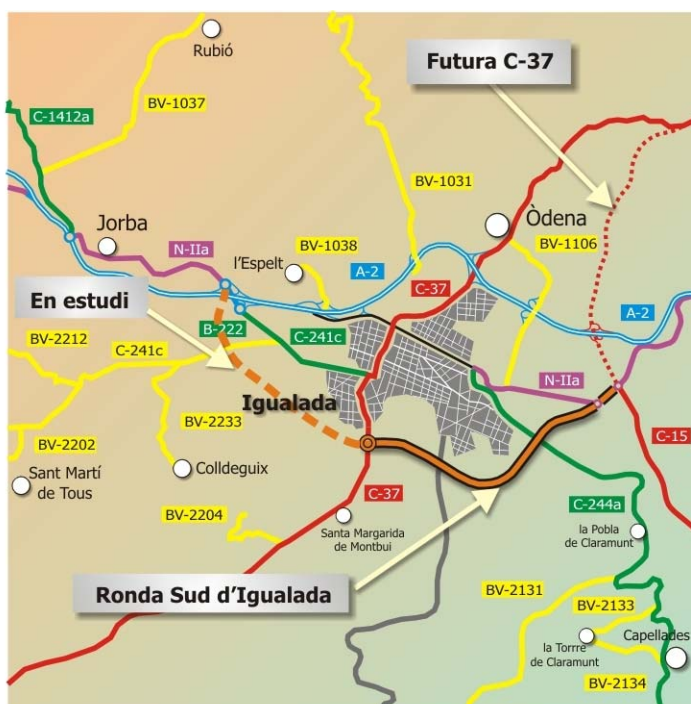 Rubió
Futura C-37
BV-1037
C-1412a
BV-1031
Jorba
Òdena
N-IIa
l'Espelt
BV-1038
BV-1106
A-2
C-37
En estudi
A-2
B-222
C-241c
BV-2212
C-241c
N-IIa
Igualada
BV-2233
BV-2202
C-15
Sant Martí
de Tous
Colldeguix
C-37
C-244a
BV-2204
Santa Margarida
de Montbui
la Pobla
de Claramunt
Ronda Sud d'Igualada
BV-2131
BV-2133
la Torrre
de Claramunt
Capellades
BV-2134